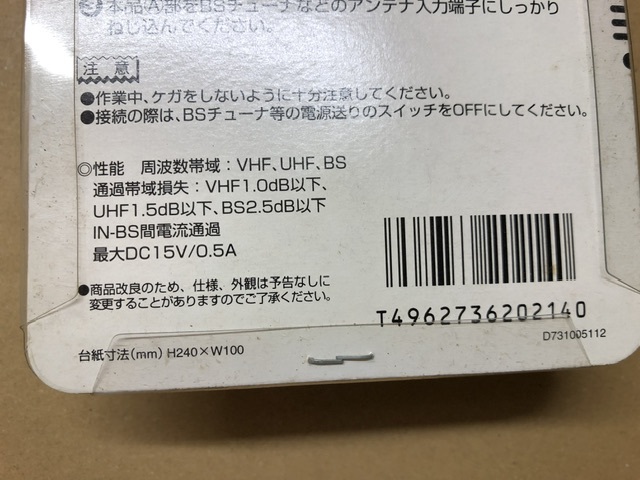 本品A部をBSチューナなどのアンテナ入力端子にしっかり
ねじ込んでください。
注意
●作業中、ケガをしないように十分注意してください。
●接続の際は、BSチューナ等の電源送りのスイッチをOFFにしてください。
◎性能 周波数帯域：VHF、UHF、BS
通過帯域損失：VHF1.0dB以下、
UHF1.5dB以下、BS2.5dB以下
IN-BS間電流通過
最大DC15V/0.5A
●商品改良のため、仕様、外観は予告なしに
変更することがありますのでご了承ください。
T4962736202140
D731005112
台紙寸法(mm) H240×W100